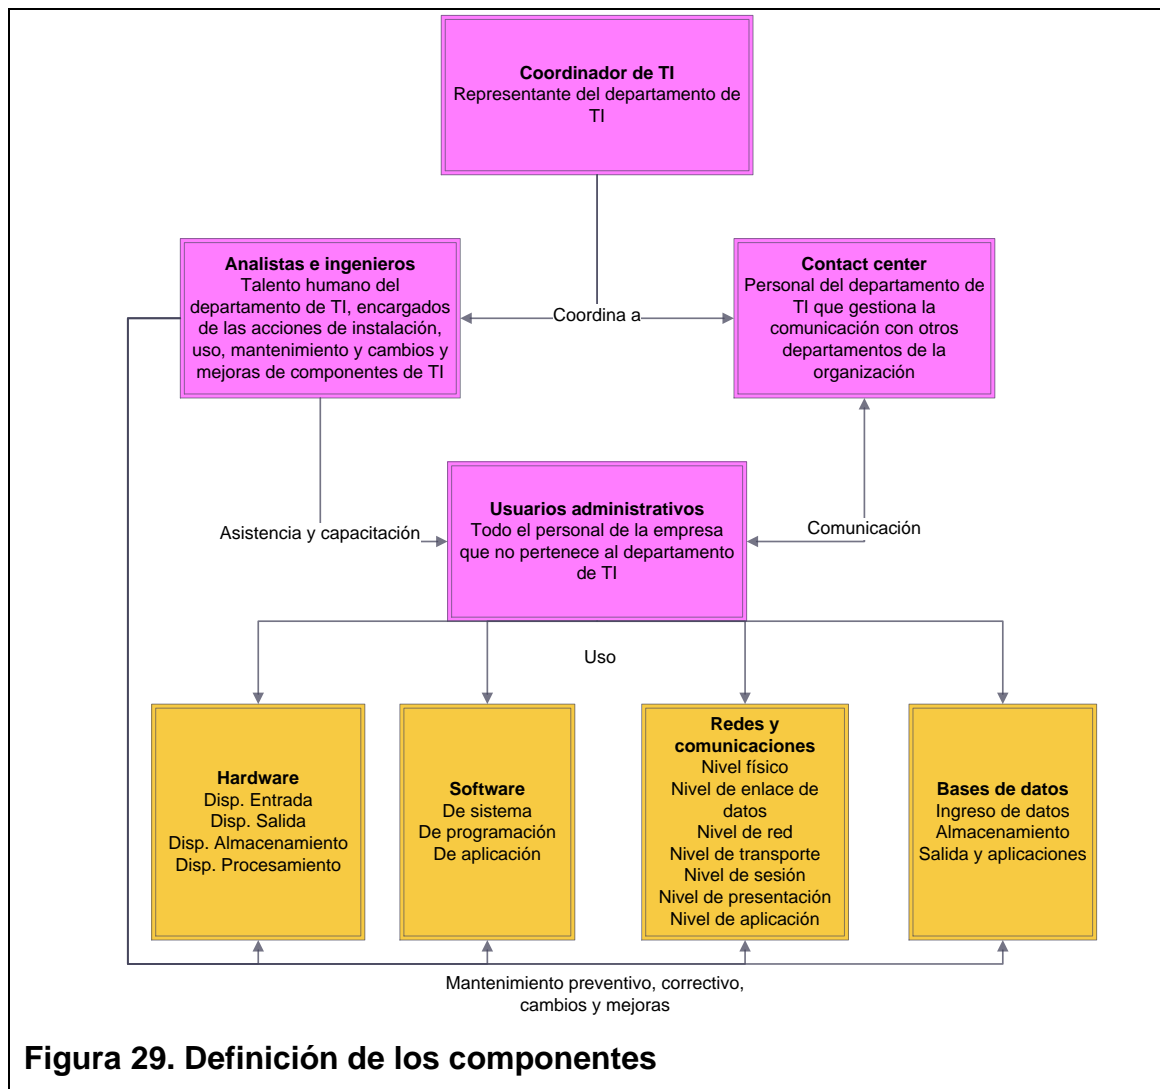 Coordinador de TI
Representante del departamento de
TI
Analistas e ingenieros
Talento humano del
departamento de TI, encargados
de las acciones de instalación,
uso, mantenimiento y cambios y
mejoras de componentes de TI
Coordina a
Contact center
Personal del departamento de
TI que gestiona la
comunicación con otros
departamentos de la
organización
Asistencia y capacitación
Usuarios administrativos
Todo el personal de la empresa
que no pertenece al departamento
de TI
Comunicación
Uso
Hardware
Disp. Entrada
Disp. Salida
Disp. Almacenamiento
Disp. Procesamiento
Software
De sistema
De programación
De aplicación
Redes y
comunicaciones
Nivel físico
Nivel de enlace de
datos
Nivel de red
Nivel de transporte
Nivel de sesión
Nivel de presentación
Nivel de aplicación
Bases de datos
Ingreso de datos
Almacenamiento
Salida y aplicaciones
Mantenimiento preventivo, correctivo,
cambios y mejoras
Figura 29. Definición de los componentes